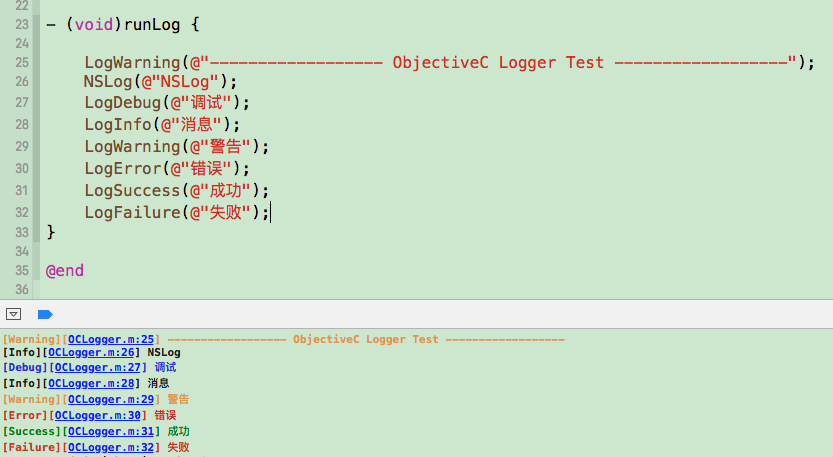 22
23 - (void)runLog {
24
25 LogWarning(@"------------------ ObjectiveC Logger Test ------------------");
26 NSLog(@"NSLog");
27 LogDebug(@"调试");
28 LogInfo(@"消息");
29 LogWarning(@"警告");
30 LogError(@"错误");
31 LogSuccess(@"成功");
32 LogFailure(@"失败");
33 }
34
35 @end
36
[Warning][OCLogger.m:25] ------------------ ObjectiveC Logger Test ------------------
[Info][OCLogger.m:26] NSLog
[Debug][OCLogger.m:27] 调试
[Info][OCLogger.m:28] 消息
[Warning][OCLogger.m:29] 警告
[Error][OCLogger.m:30] 错误
[Success][OCLogger.m:31] 成功
[Failure][OCLogger.m:32] 失败